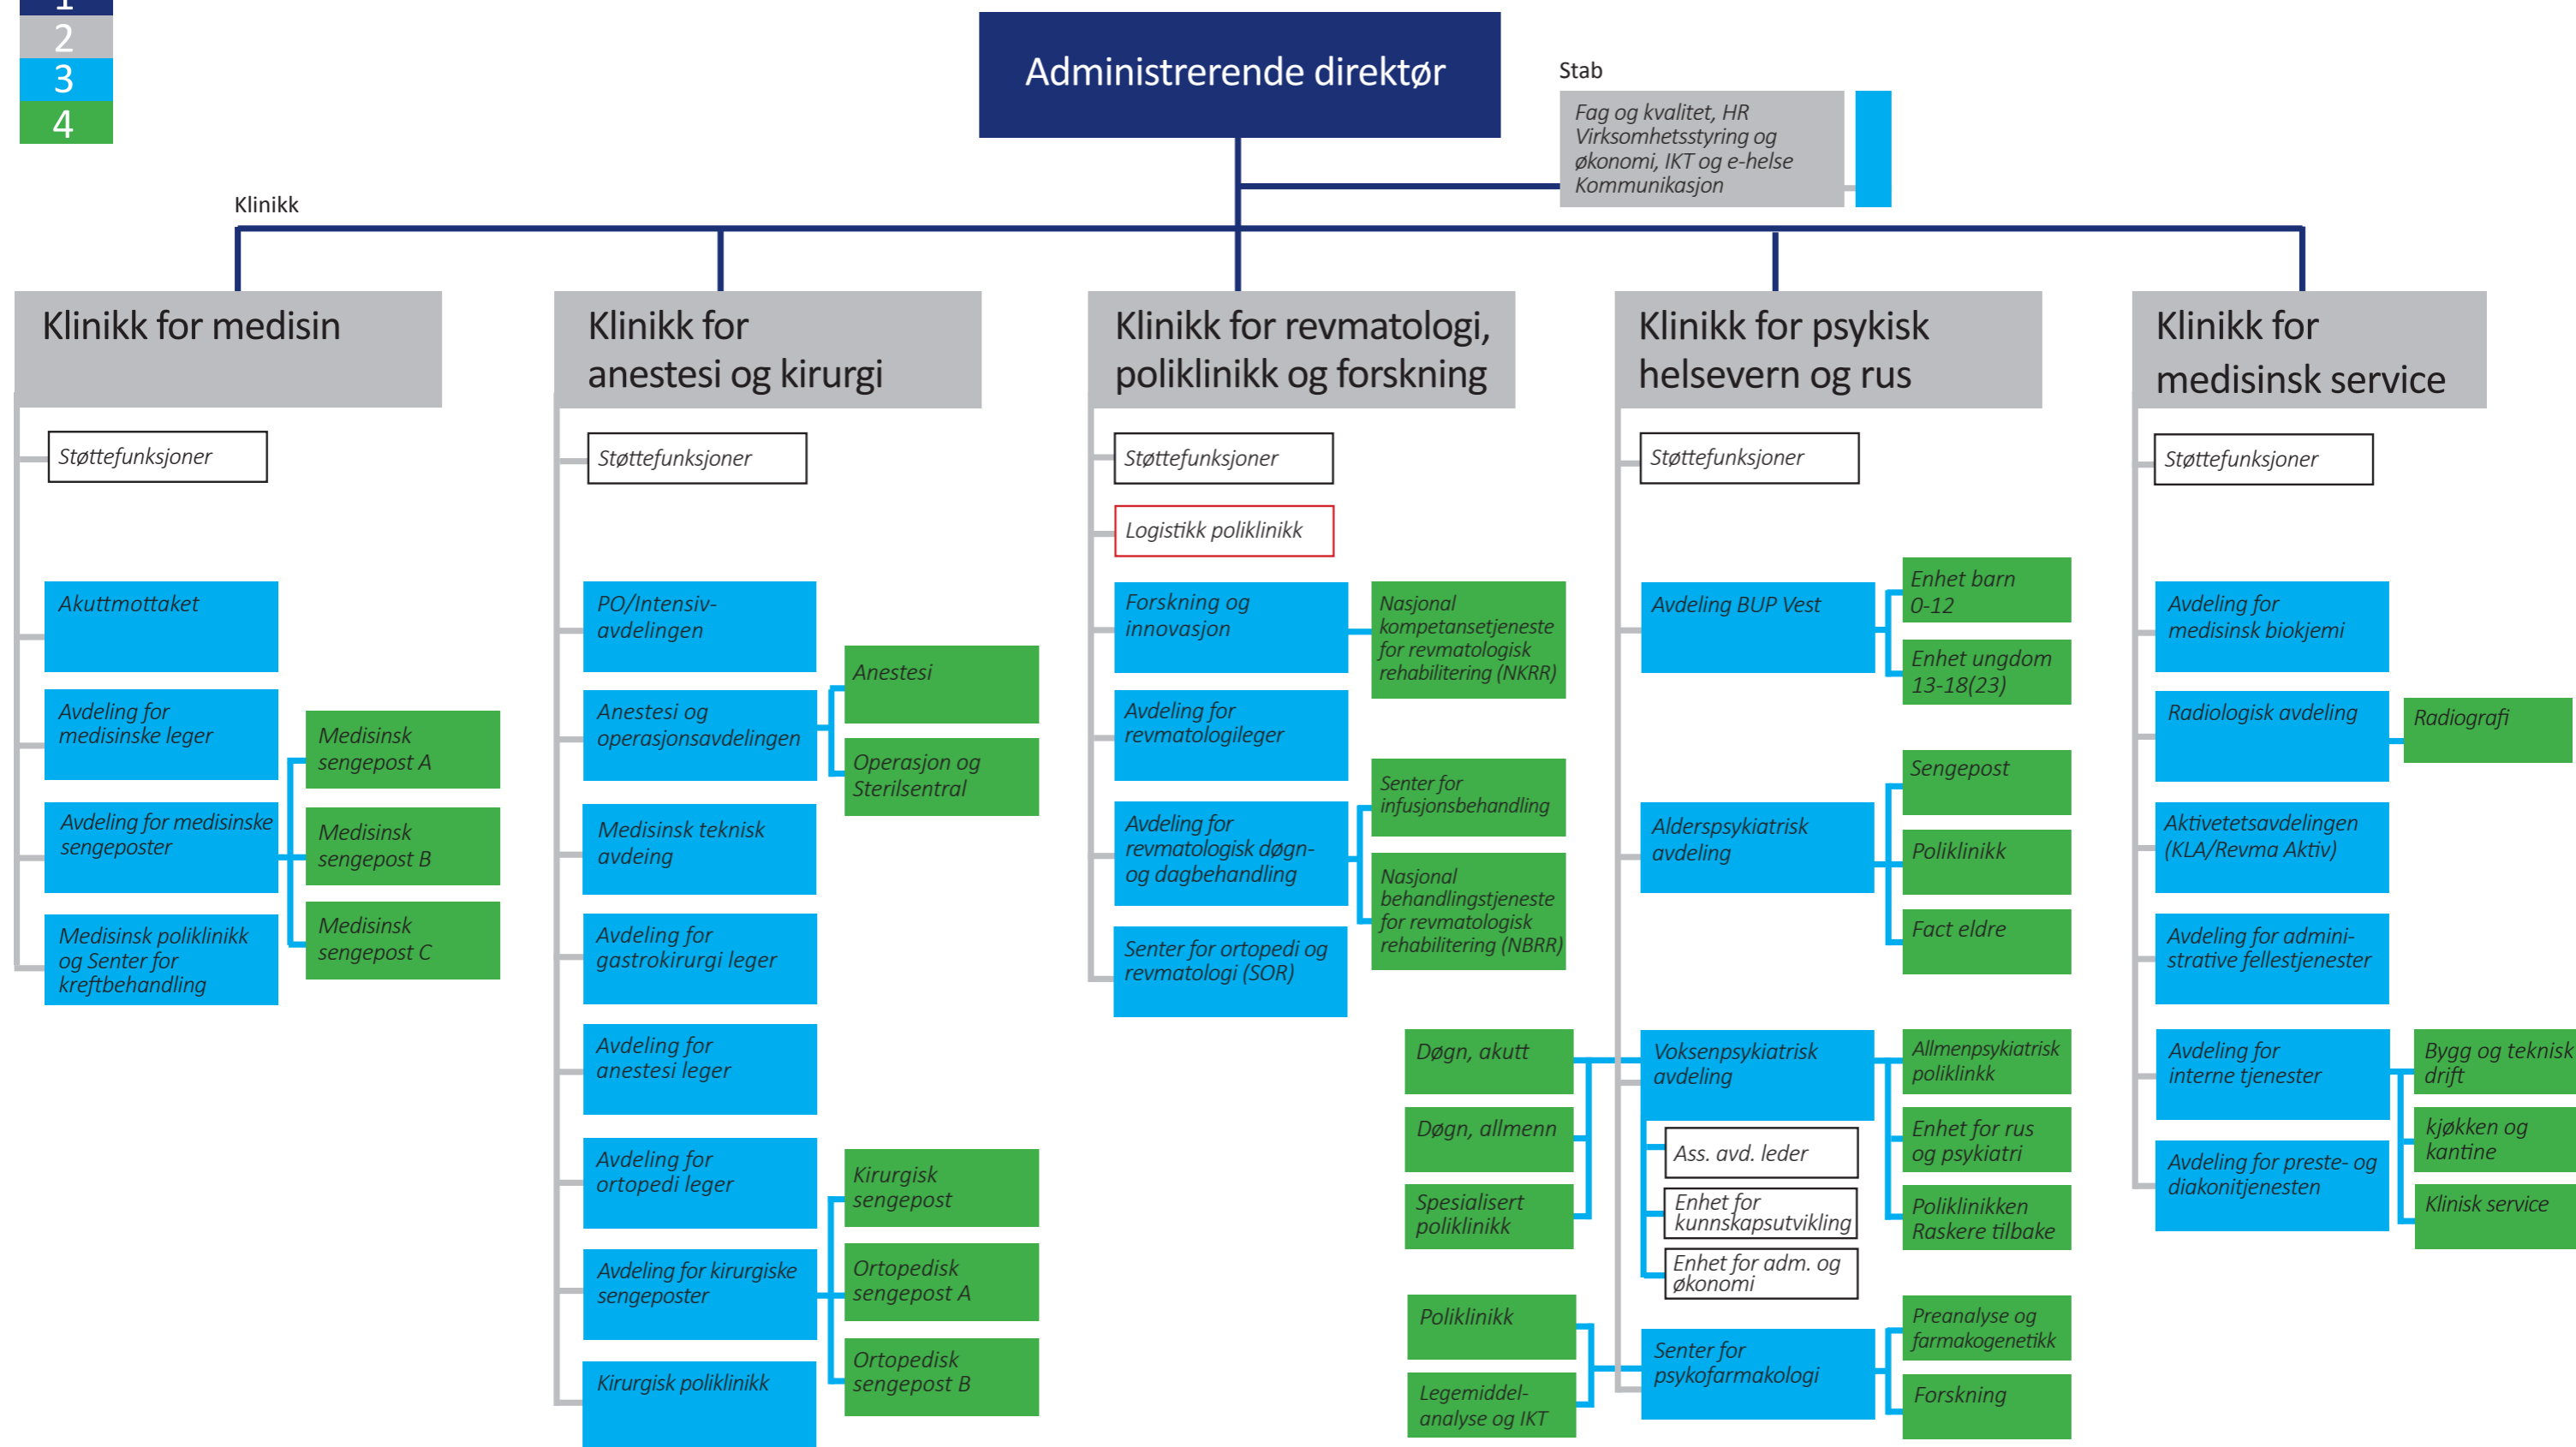 1
2
3
4
Administrerende direktør
Stab
Fag og kvalitet, HR
Virksomhetsstyring og
økonomi, IKT og e-helse
Kommunikasjon
Klinikk
Klinikk for medisin
Støttefunksjoner
Akuttmottaket
Avdeling for
medisinske leger
Avdeling for medisinske
sengeposter
Medisinsk
sengepost A
Medisinsk
sengepost B
Medisinsk
sengepost C
Medisinsk poliklinikk
og Senter for
kreftbehandling
Klinikk for
anestesi og kirurgi
Støttefunksjoner
PO/Intensiv-
avdelingen
Anestesi og
operasjonsavdelingen
Anestesi
Operasjon og
Sterilsentral
Medisinsk teknisk
avdeing
Avdeling for
gastrokirurgi leger
Avdeling for
anestesi leger
Avdeling for
ortopedi leger
Avdeling for kirurgiske
sengeposter
Kirurgisk
sengepost
Ortopedisk
sengepost A
Ortopedisk
sengepost B
Kirurgisk poliklinikk
Klinikk for revmatologi,
poliklinikk og forskning
Støttefunksjoner
Logistikk poliklinikk
Forskning og
innovasjon
Nasjonal
kompetansetjeneste
for revmatologisk
rehabilitering (NKRR)
Avdeling for
revmatologileger
Avdeling for
revmatologisk døgn-
og dagbehandling
Senter for
infusjonsbehandling
Nasjonal
behandlingstjeneste
for revmatologisk
rehabilitering (NBRR)
Senter for ortopedi og
revmatologi (SOR)
Klinikk for psykisk
helsevern og rus
Støttefunksjoner
Avdeling BUP Vest
Enhet barn
0-12
Enhet ungdom
13-18(23)
Alderspsykiatrisk
avdeling
Sengepost
Poliklinikk
Fact eldre
Voksenpsykiatrisk
avdeling
Døgn, akutt
Døgn, allmenn
Spesialisert
poliklinikk
Ass. avd. leder
Enhet for
kunnskapsutvikling
Enhet for adm. og
økonomi
Allmenpsykiatrisk
poliklinkk
Enhet for rus
og psykiatri
Poliklinikken
Raskere tilbake
Senter for
psykofarmakologi
Poliklinikk
Legemiddel-
analyse og IKT
Preanalyse og
farmakogenetikk
Forskning
Klinikk for
medisinsk service
Støttefunksjoner
Avdeling for
medisinsk biokjemi
Radiologisk avdeling
Radiografi
Aktivetetsavdelingen
(KLA/Revma Aktiv)
Avdeling for admini-
strative fellestjenester
Avdeling for
interne tjenester
Bygg og teknisk
drift
kjøkken og
kantine
Klinisk service
Avdeling for preste- og
diakonitjenesten